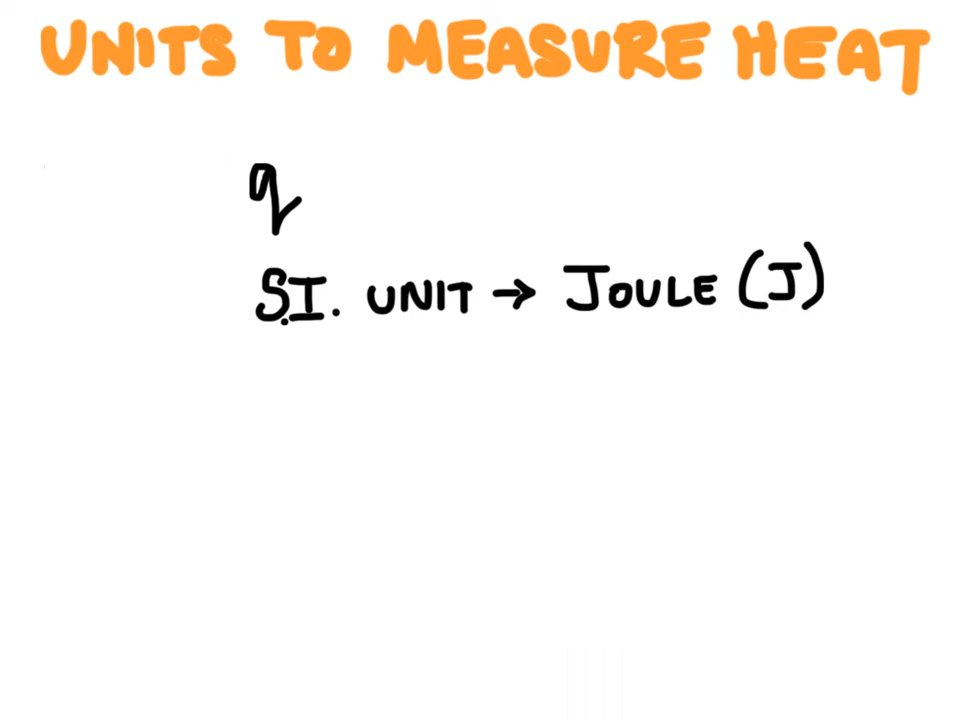 UNITS TO MEASURE HEAT
q
S.I. UNIT → JOULE (J)